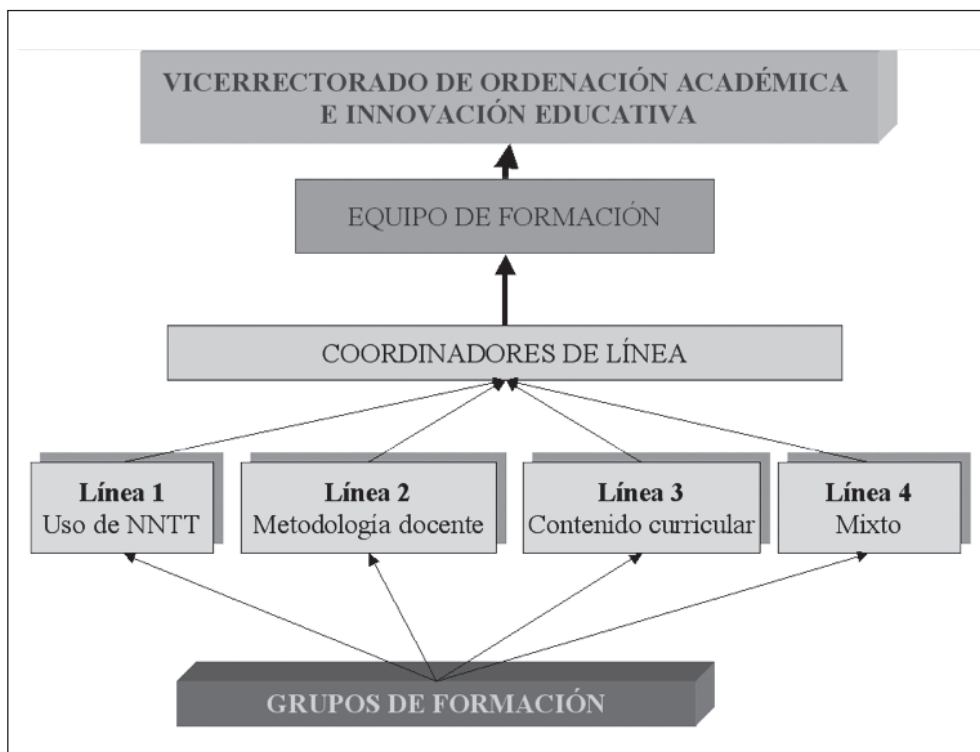 VICERRECTORADO DE ORDENACIÓN ACADÉMICA
E INNOVACIÓN EDUCATIVA
EQUIPO DE FORMACIÓN
COORDINADORES DE LÍNEA
Línea 1
Uso de NNTT
Línea 2
Metodología docente
Línea 3
Contenido curricular
Línea 4
Mixto
GRUPOS DE FORMACIÓN